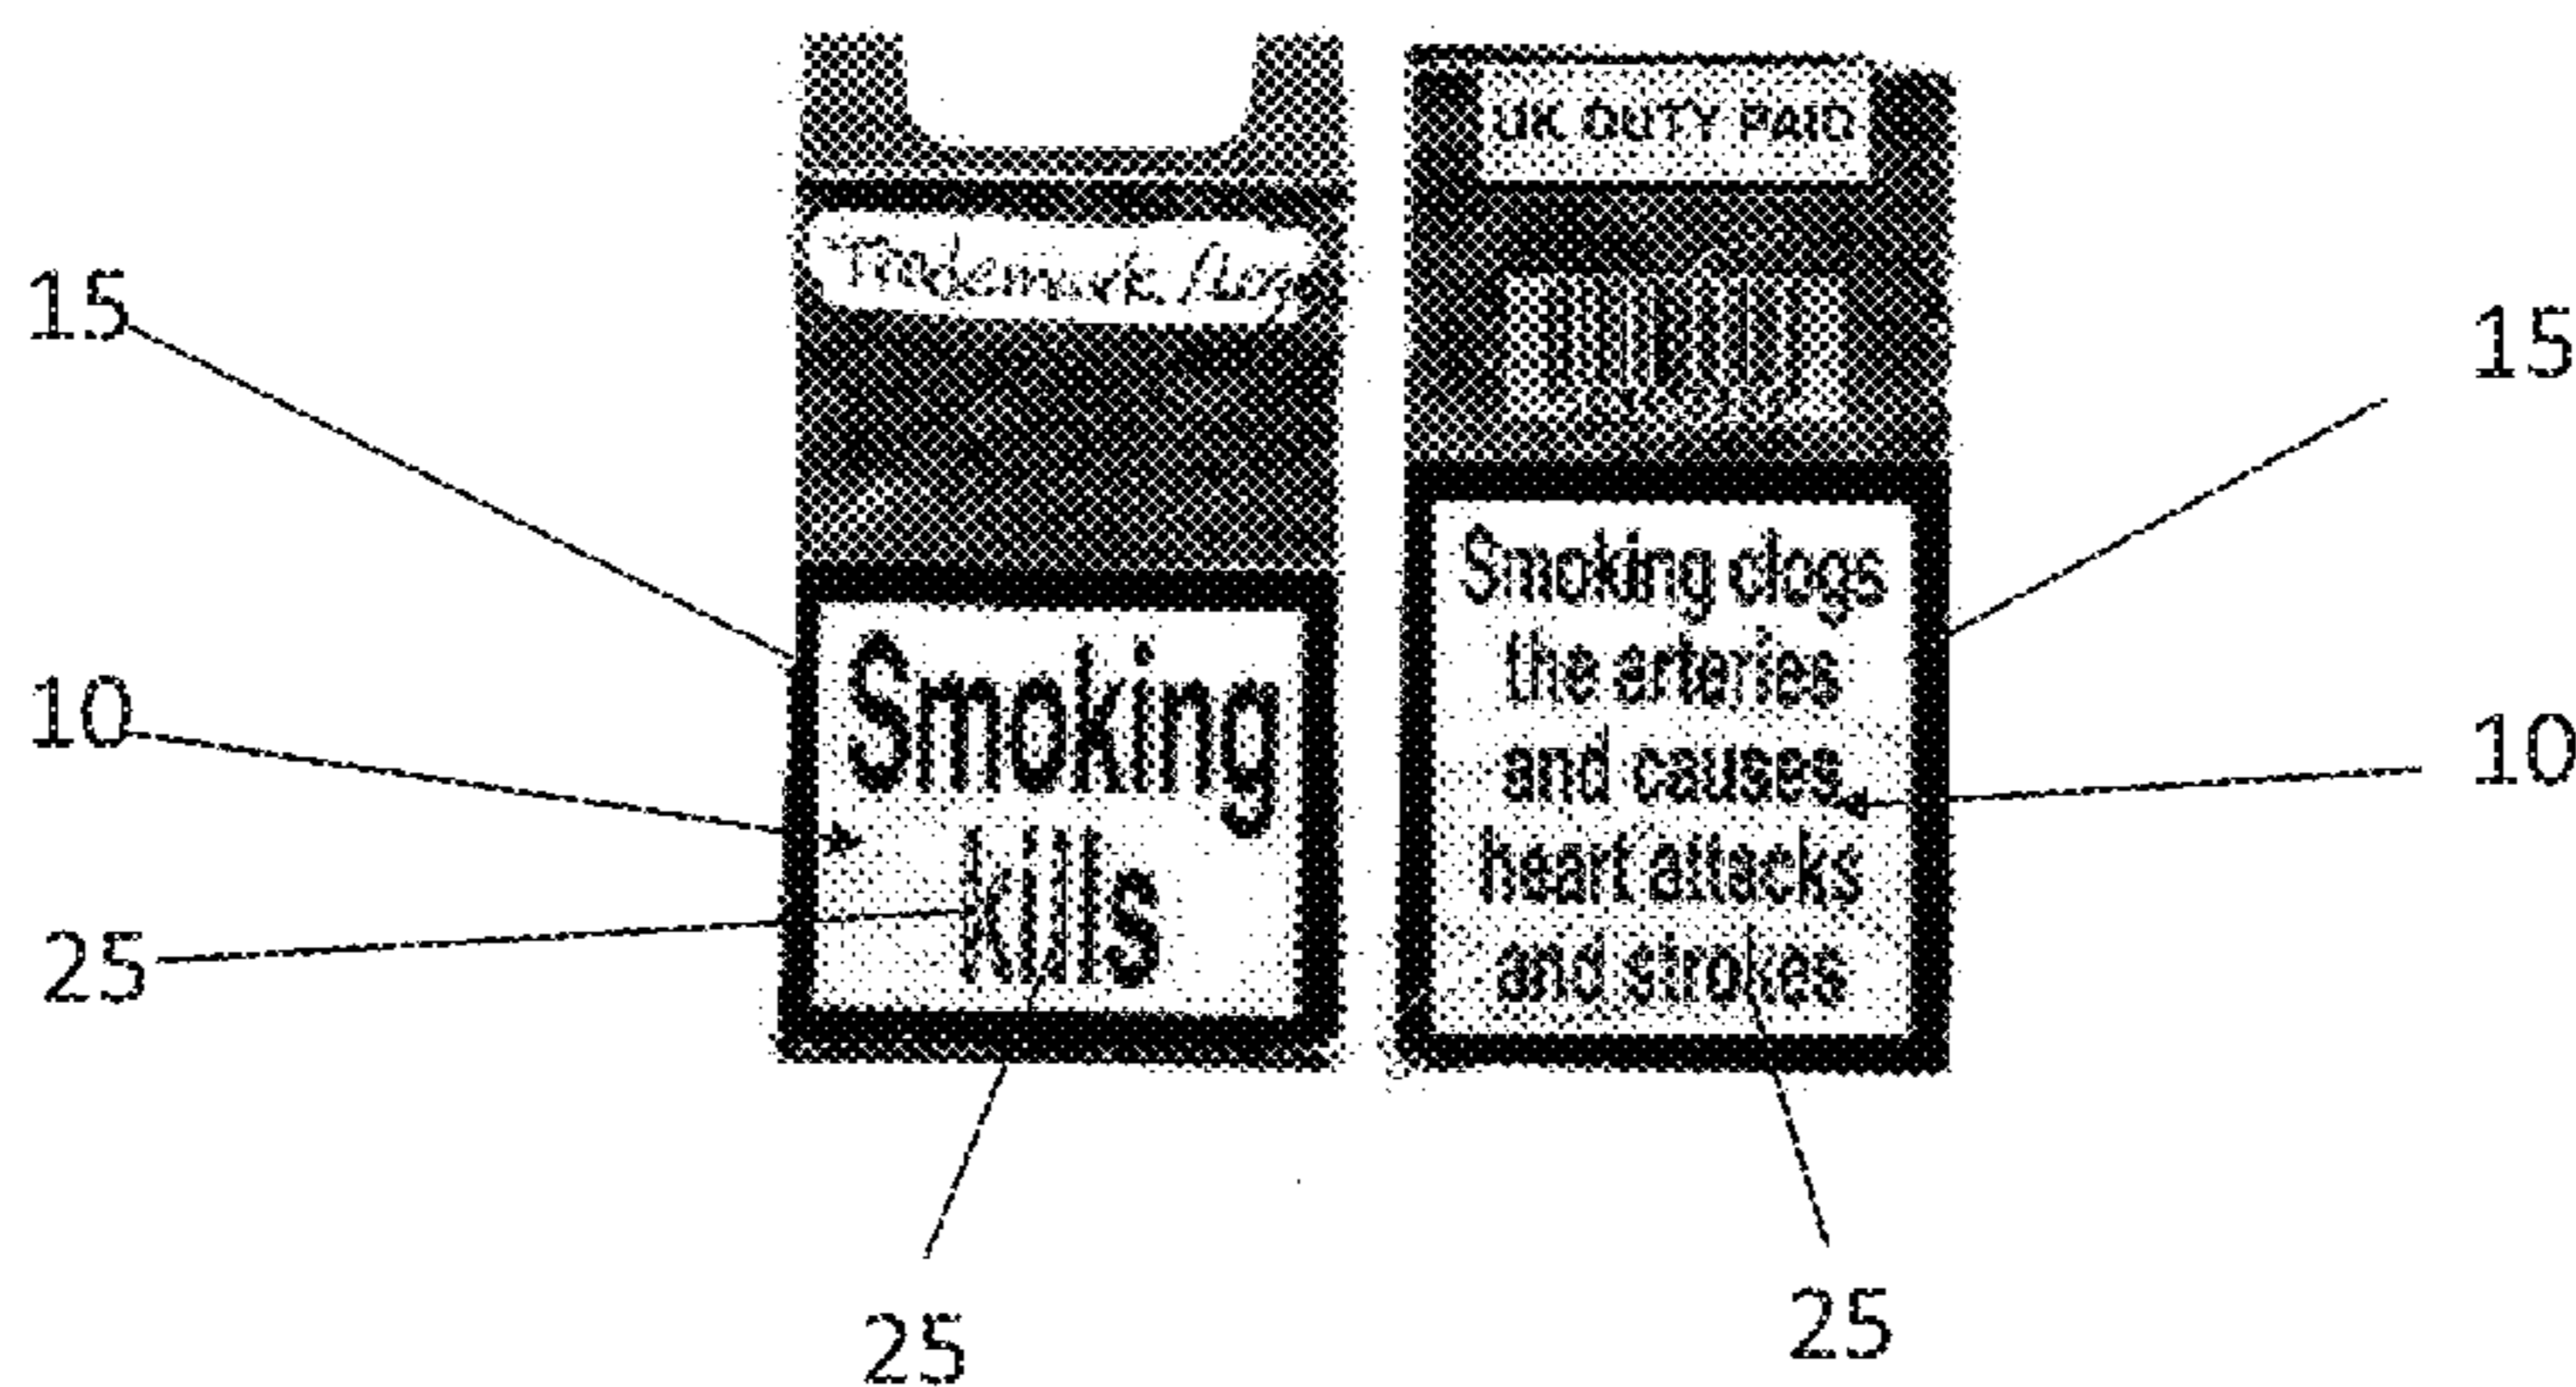 UK DUTY PAID
Trademark
15
15
Smoking
kills
Smoking clogs
the arteries
and causes
heart attacks
and strokes
10
10
25
25
25